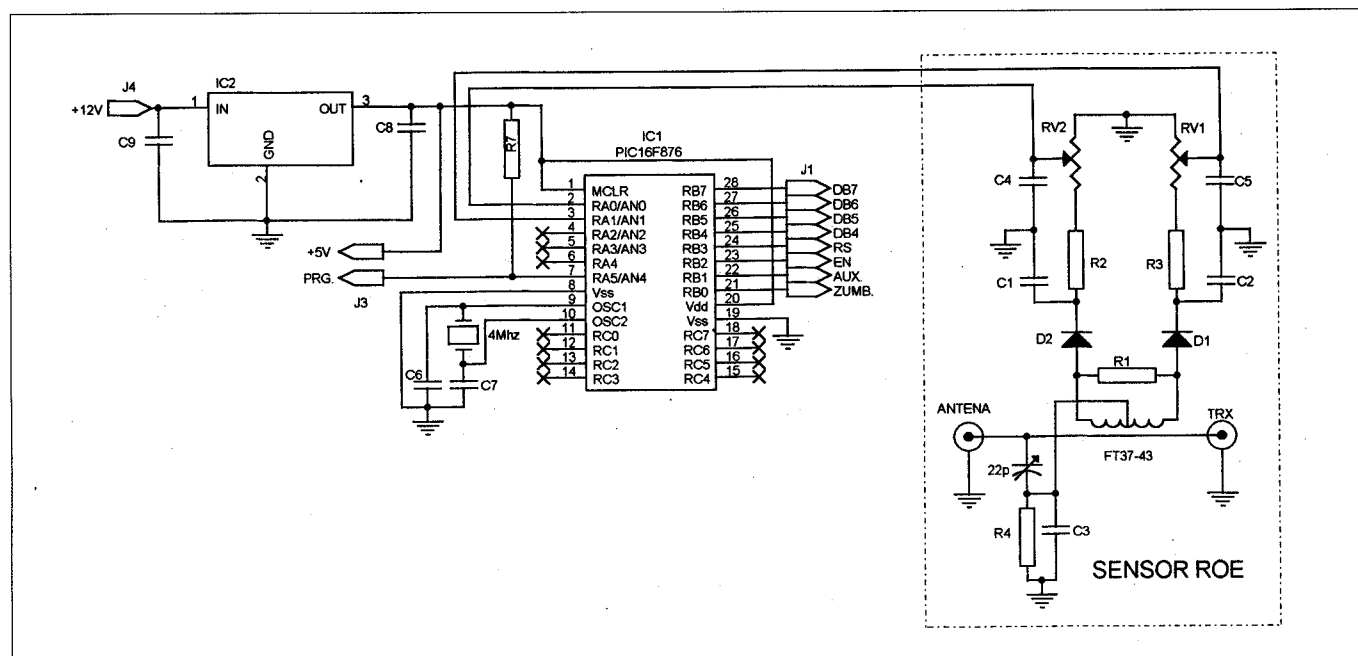 J4
+12V
1
IC2
IN
OUT
3
GND
2
C9
C8
R7
+5V
PRG.
J3
IC1
PIC16F876
1 MCLR
2 RA0/AN0
3 RA1/AN1
4 RA2/AN2
5 RA3/AN3
6 RA4
7 RA5/AN4
8 Vss
9 OSC1
10 OSC2
11 RC0
12 RC1
13 RC2
14 RC3
RB7 28
RB6 27
RB5 26
RB4 25
RB3 24
RB2 23
RB1 22
RB0 21
Vdd 20
Vss 19
RC7 18
RC6 17
RC5 16
RC4 15
J1
DB7
DB6
DB5
DB4
RS
EN
AUX.
ZUMB.
4Mhz
C6
C7
RV2
RV1
C4
C5
R2
R3
C1
C2
D2
D1
R1
ANTENA
TRX
FT37-43
22p
R4
C3
SENSOR ROE